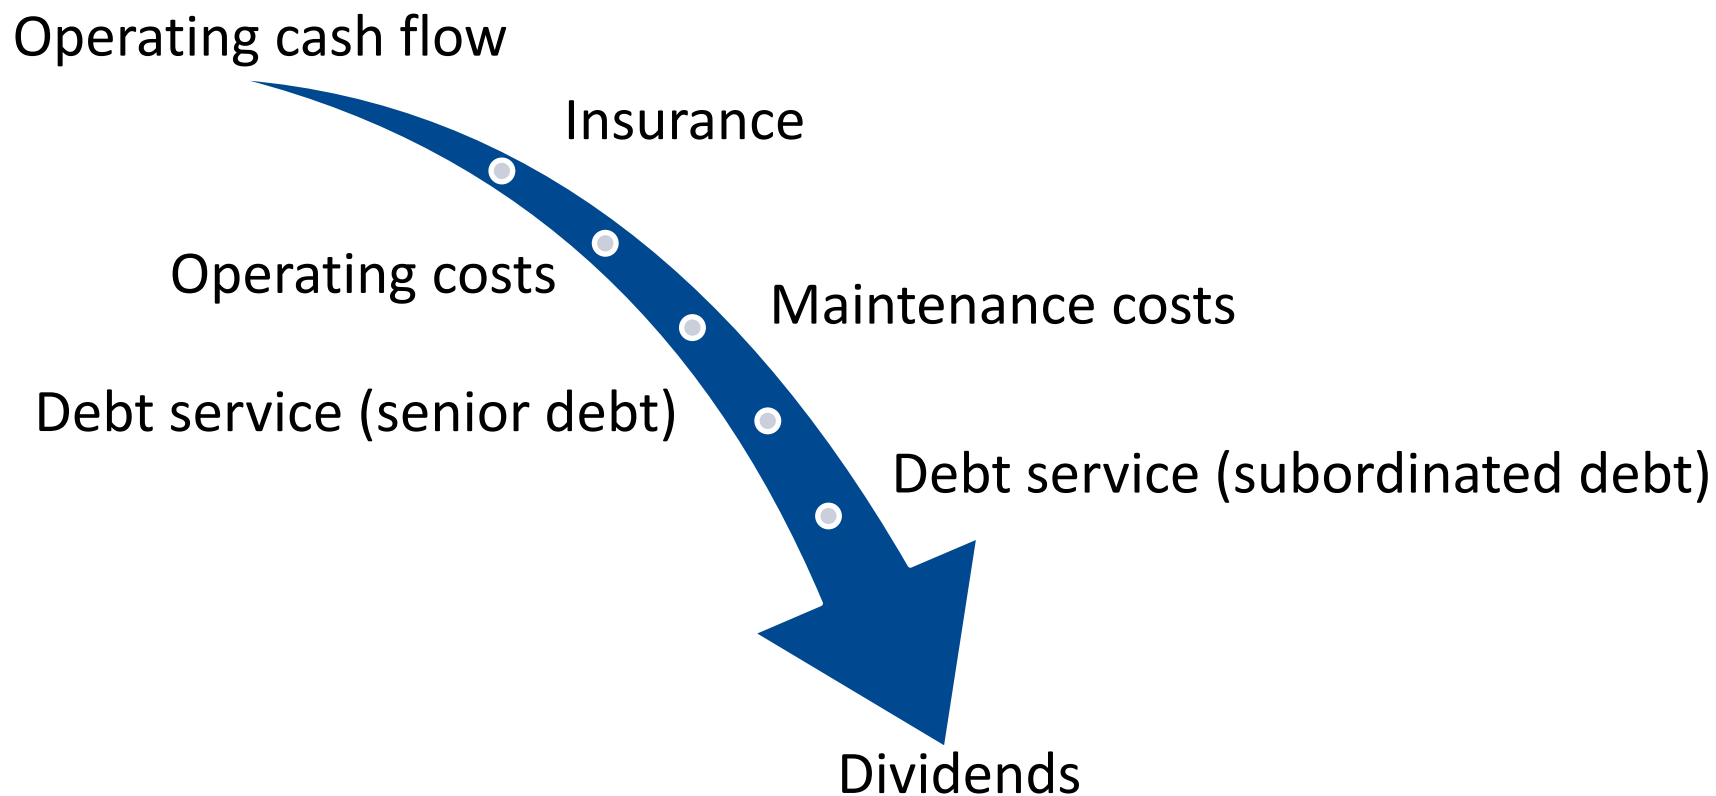 Operating cash flow
Insurance
Operating costs
Maintenance costs
Debt service (senior debt)
Debt service (subordinated debt)
Dividends